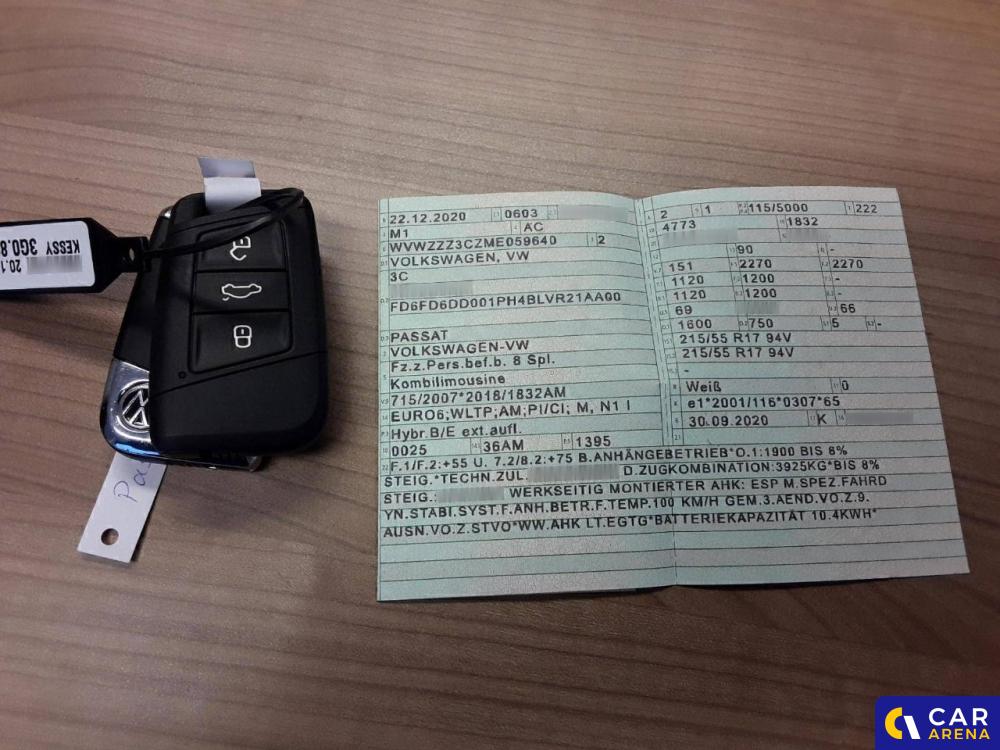 KESSY 3G0.8
20.1
Pa
22.12.2020 0603
M1 AC
WVWZZZ3CZME059640 2
VOLKSWAGEN, VW
3C
FD6FD6DD001PH4BLVR21AA00
PASSAT
VOLKSWAGEN-VW
Fz.z.Pers.bef.b. 8 Spl.
Kombilimousine
715/2007*2018/1832AM
EURO6;WLTP;AM;PI/CI; M, N1 I
Hybr.B/E ext.aufl.
0025 36AM 1395
2 1 115/5000 222
4773 1832
90 -
151 2270 2270
1120 1200 -
1120 1200 -
69 - 66
1600 750 5 -
215/55 R17 94V
215/55 R17 94V
-
Weiß 0
e1*2001/116*0307*65
30.09.2020 K
F.1/F.2:+55 U. 7.2/8.2:+75 B.ANHÄNGEBETRIEB*O.1:1900 BIS 8%
STEIG.*TECHN.ZUL. D.ZUGKOMBINATION:3925KG*BIS 8%
STEIG.: WERKSEITIG MONTIERTER AHK: ESP M.SPEZ.FAHRD
YN.STABI.SYST.F.ANH.BETR.F.TEMP.100 KM/H GEM.3.AEND.VO.Z.9.
AUSN.VO.Z.STVO*WW.AHK LT.EGTG*BATTERIEKAPAZITÄT 10.4KWH*
CAR
ARENA